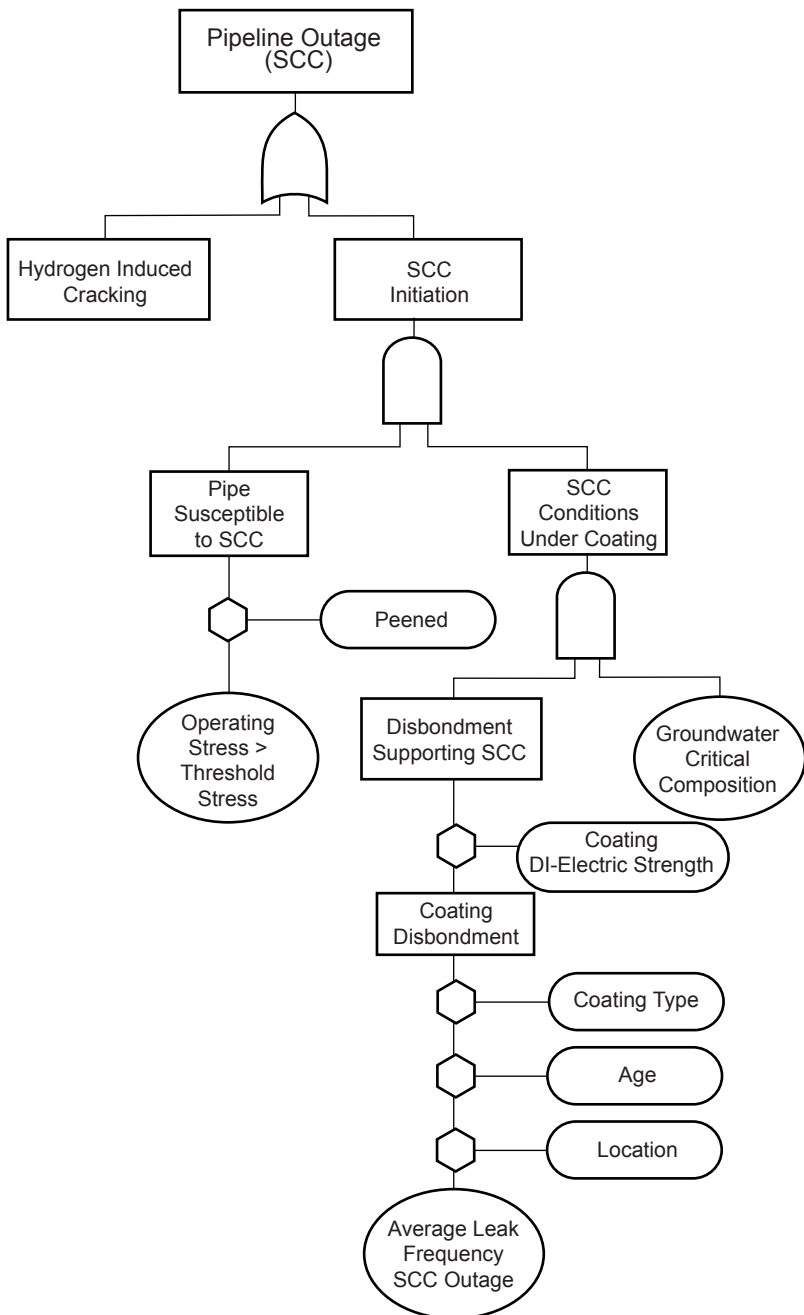 Pipeline Outage
(SCC)
Hydrogen Induced
Cracking
SCC
Initiation
Pipe
Susceptible
to SCC
SCC
Conditions
Under Coating
Peened
Operating
Stress >
Threshold
Stress
Disbondment
Supporting SCC
Groundwater
Critical
Composition
Coating
DI-Electric Strength
Coating
Disbondment
Coating Type
Age
Location
Average Leak
Frequency
SCC Outage